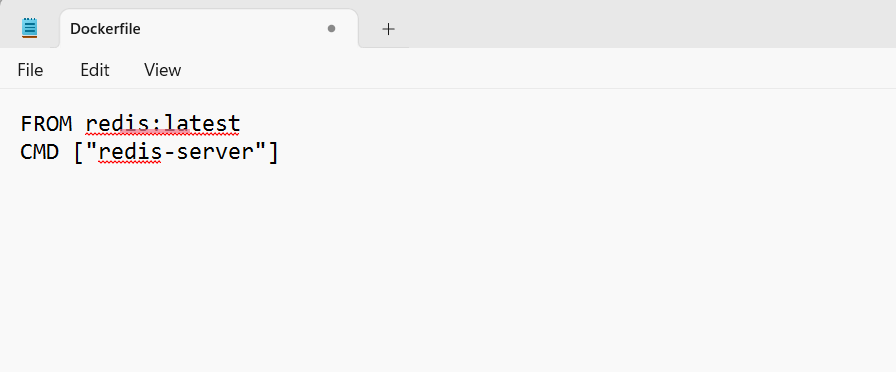 Dockerfile
File Edit View
FROM redis:latest
CMD ["redis-server"]